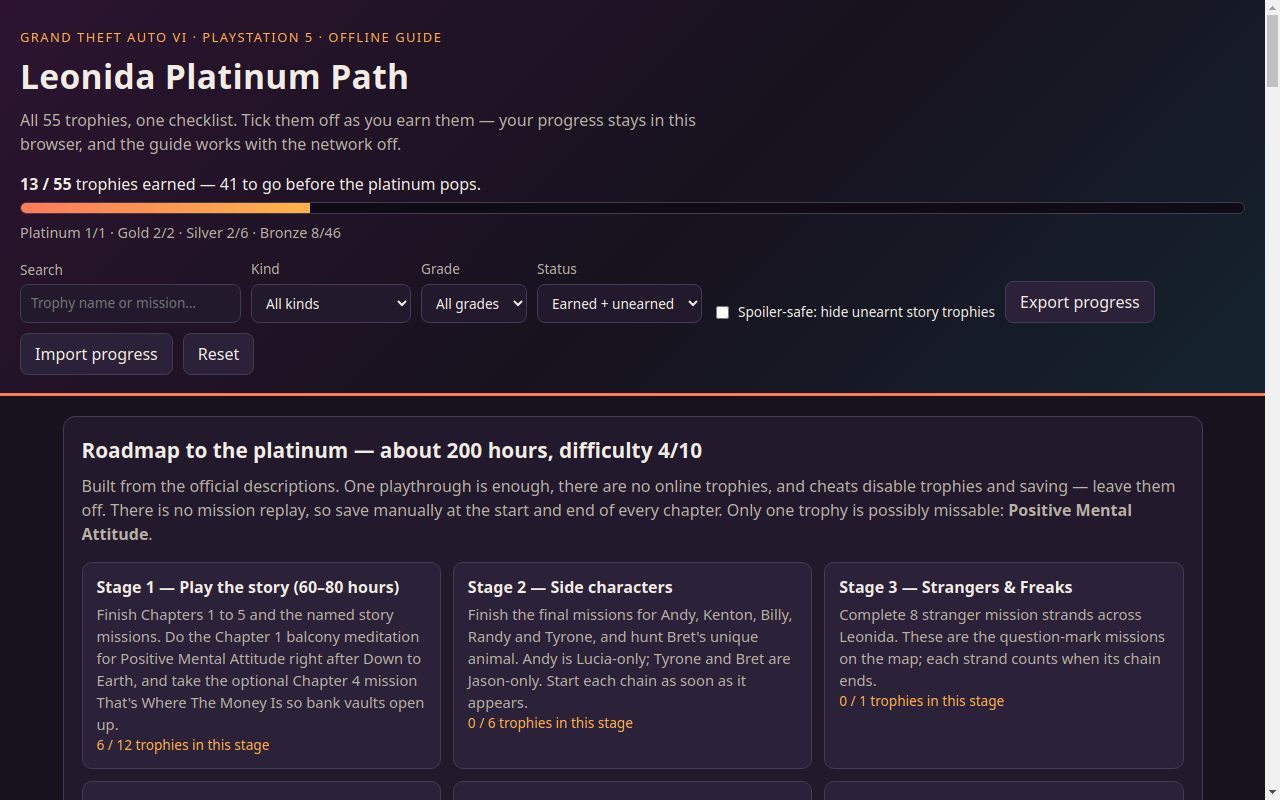 GRAND THEFT AUTO VI · PLAYSTATION 5 · OFFLINE GUIDE
Leonida Platinum Path
All 55 trophies, one checklist. Tick them off as you earn them — your progress stays in this
browser, and the guide works with the network off.
13 / 55 trophies earned — 41 to go before the platinum pops.
Platinum 1/1 · Gold 2/2 · Silver 2/6 · Bronze 8/46
Search
Kind
Grade
Status
Trophy name or mission...
All kinds
All grades
Earned + unearned
Spoiler-safe: hide unearnt story trophies
Export progress
Import progress
Reset
Roadmap to the platinum — about 200 hours, difficulty 4/10
Built from the official descriptions. One playthrough is enough, there are no online trophies, and cheats disable trophies and saving — leave them
off. There is no mission replay, so save manually at the start and end of every chapter. Only one trophy is possibly missable: Positive Mental
Attitude.
Stage 1 — Play the story (60–80 hours)
Finish Chapters 1 to 5 and the named story
missions. Do the Chapter 1 balcony meditation
for Positive Mental Attitude right after Down to
Earth, and take the optional Chapter 4 mission
That's Where The Money Is so bank vaults open
up.
6 / 12 trophies in this stage
Stage 2 — Side characters
Finish the final missions for Andy, Kenton, Billy,
Randy and Tyrone, and hunt Bret's unique
animal. Andy is Lucia-only; Tyrone and Bret are
Jason-only. Start each chain as soon as it
appears.
0 / 6 trophies in this stage
Stage 3 — Strangers & Freaks
Complete 8 stranger mission strands across
Leonida. These are the question-mark missions
on the map; each strand counts when its chain
ends.
0 / 1 trophies in this stage